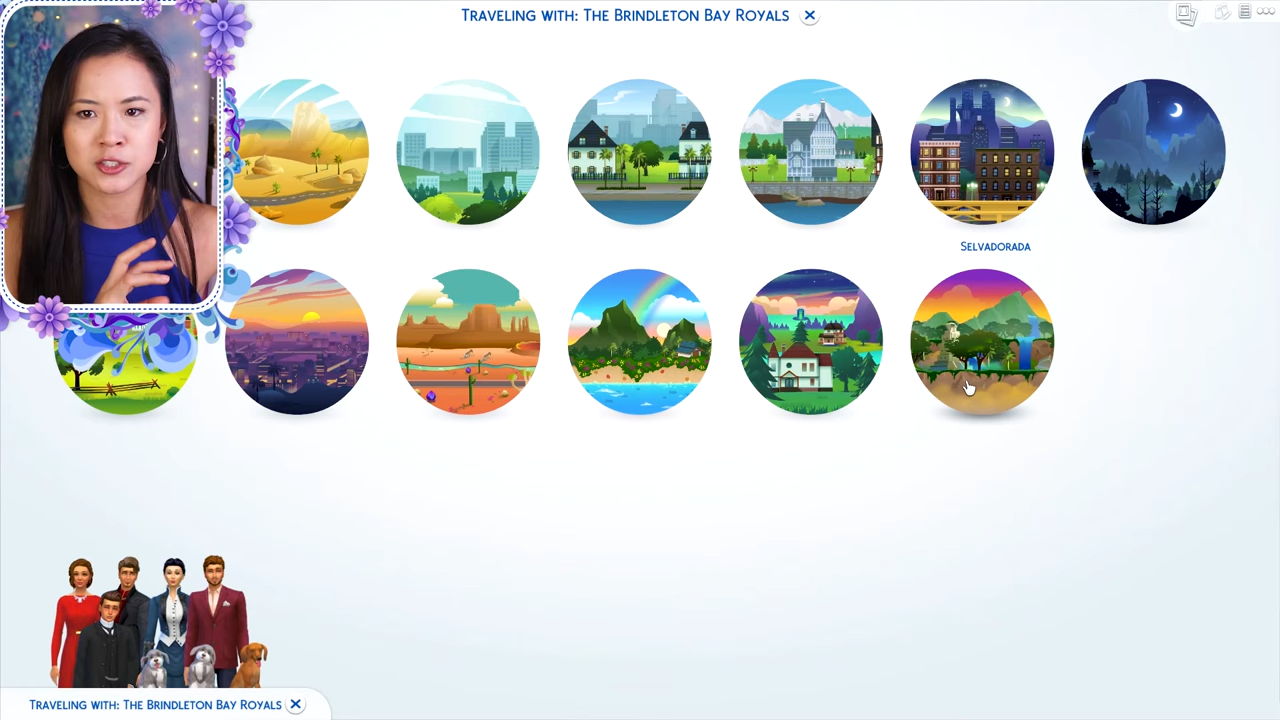 Traveling with: The Brindleton Bay Royals
Selvadorada
Traveling with: The Brindleton Bay Royals